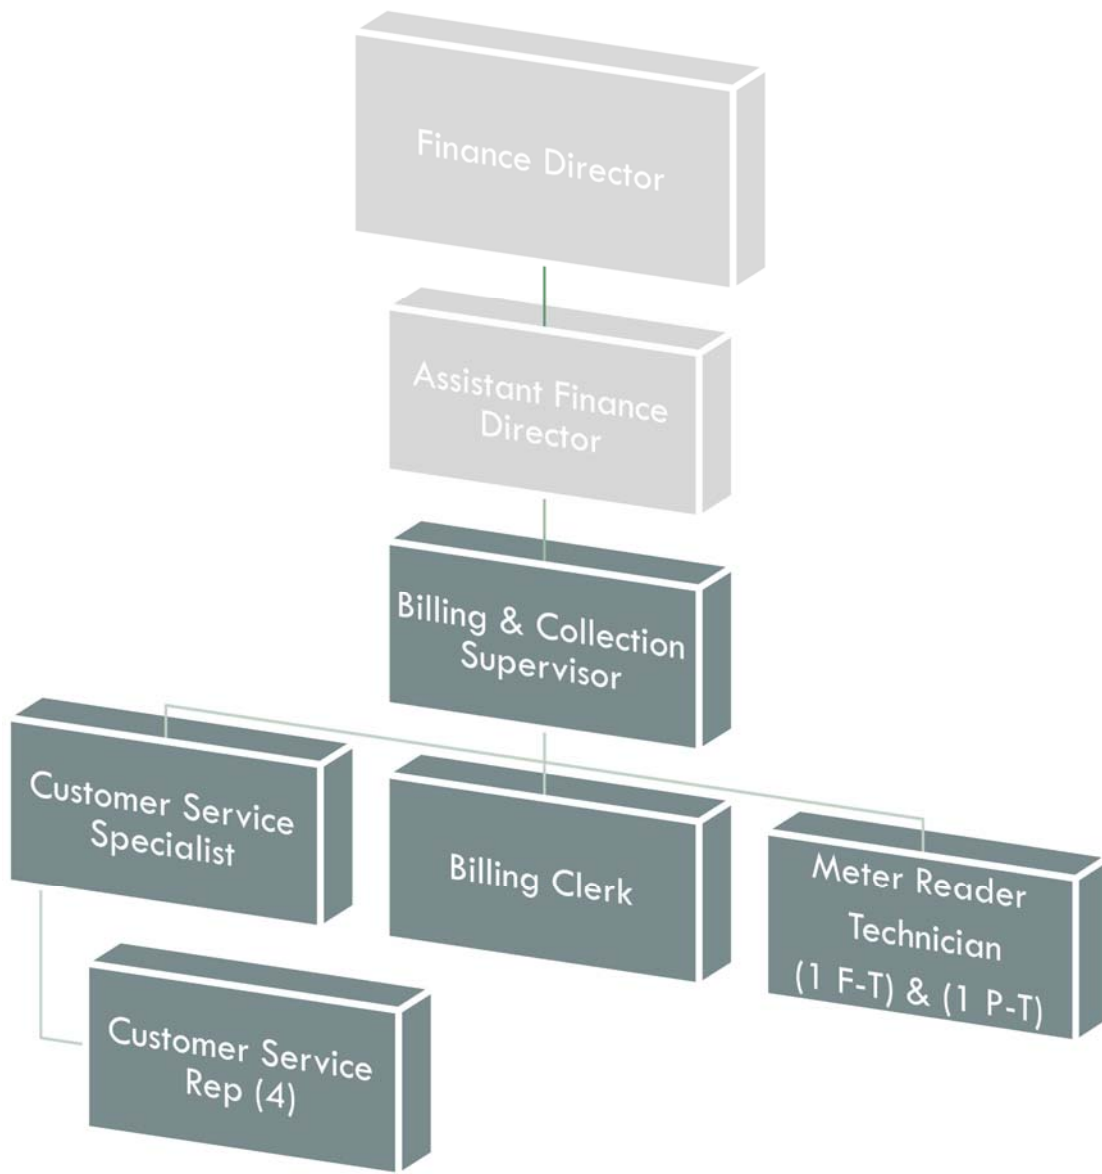 Finance Director
Assistant Finance
Director
Billing & Collection
Supervisor
Customer Service
Specialist
Billing Clerk
Meter Reader
Technician
(1 F-T) & (1 P-T)
Customer Service
Rep (4)